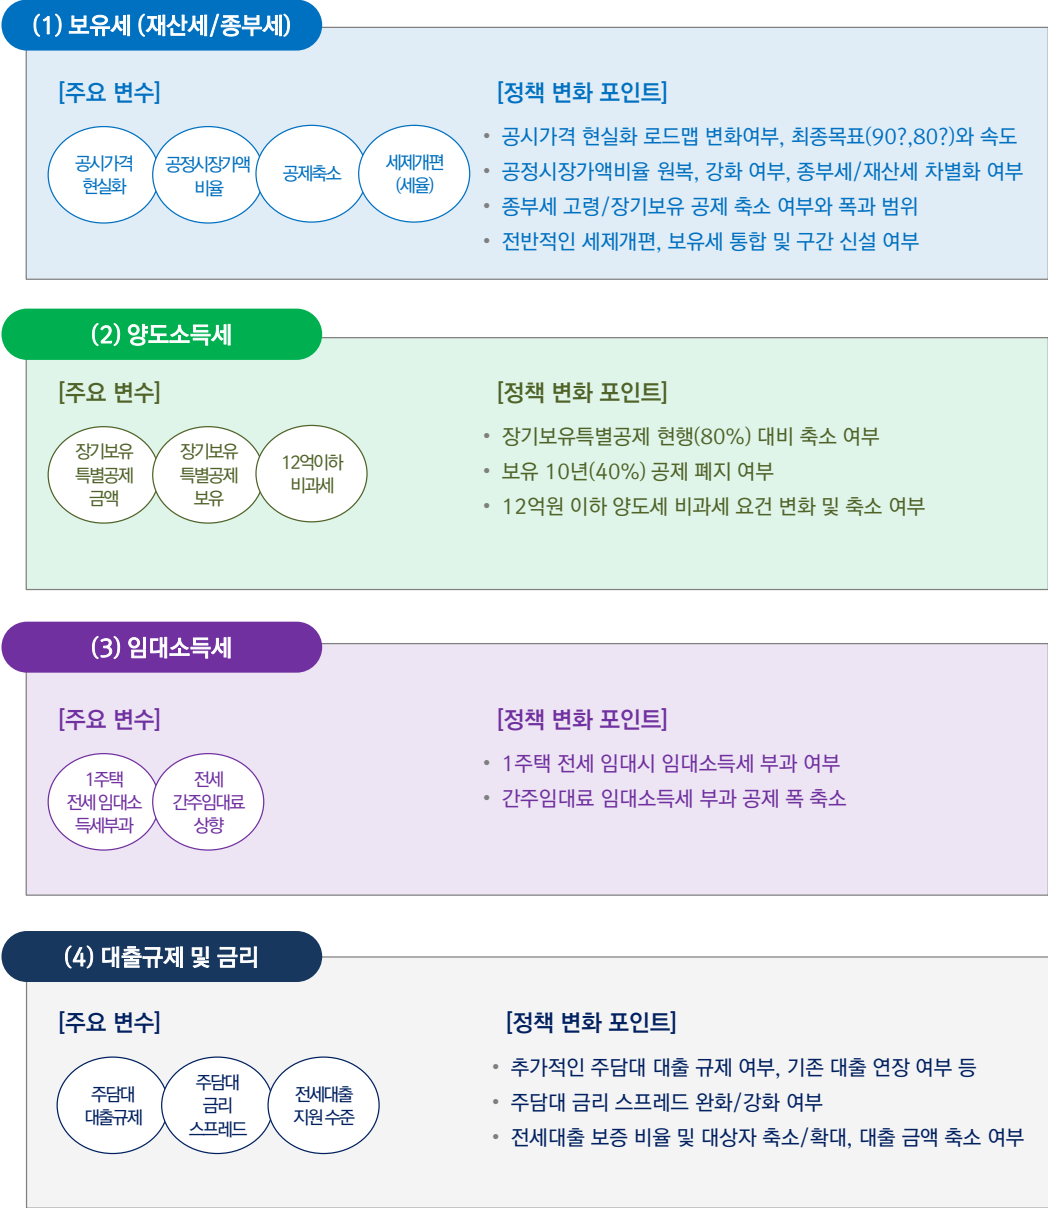 (1) 보유세 (재산세/종부세)
[주요 변수]
공시가격
현실화
공정시장가액
비율
공제축소
세제개편
(세율)
[정책 변화 포인트]
• 공시가격 현실화 로드맵 변화여부, 최종목표(90?,80?)와 속도
• 공정시장가액비율 원복, 강화 여부, 종부세/재산세 차별화 여부
• 종부세 고령/장기보유 공제 축소 여부와 폭과 범위
• 전반적인 세제개편, 보유세 통합 및 구간 신설 여부
(2) 양도소득세
[주요 변수]
장기보유
특별공제
금액
장기보유
특별공제
보유
12억이하
비과세
[정책 변화 포인트]
• 장기보유특별공제 현행(80%) 대비 축소 여부
• 보유 10년(40%) 공제 폐지 여부
• 12억원 이하 양도세 비과세 요건 변화 및 축소 여부
(3) 임대소득세
[주요 변수]
1주택
전세 임대소
득세부과
전세
간주임대료
상향
[정책 변화 포인트]
• 1주택 전세 임대시 임대소득세 부과 여부
• 간주임대료 임대소득세 부과 공제 폭 축소
(4) 대출규제 및 금리
[주요 변수]
주담대
대출규제
주담대
금리
스프레드
전세대출
지원 수준
[정책 변화 포인트]
• 추가적인 주담대 대출 규제 여부, 기존 대출 연장 여부 등
• 주담대 금리 스프레드 완화/강화 여부
• 전세대출 보증 비율 및 대상자 축소/확대, 대출 금액 축소 여부